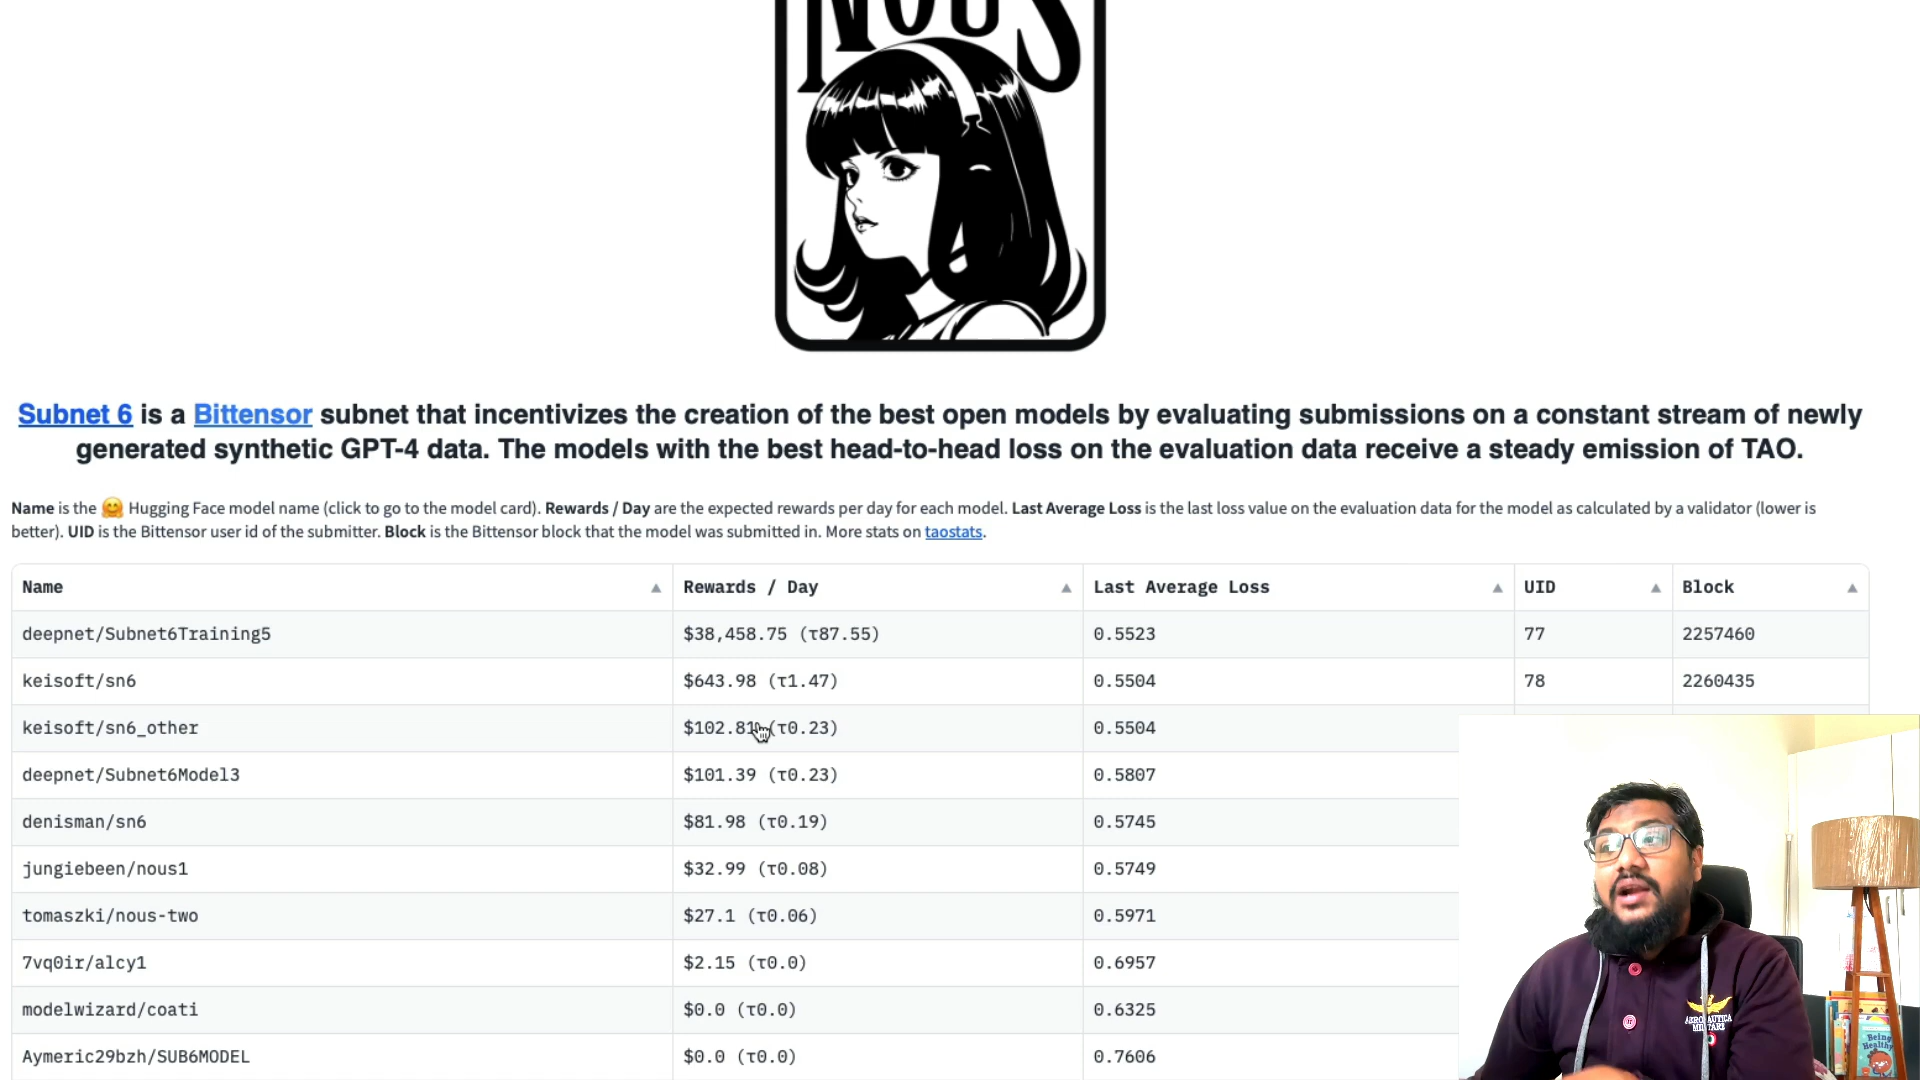 NOUS
Subnet 6 is a Bittensor subnet that incentivizes the creation of the best open models by evaluating submissions on a constant stream of newly
generated synthetic GPT-4 data. The models with the best head-to-head loss on the evaluation data receive a steady emission of TAO.
Name is the 🤗 Hugging Face model name (click to go to the model card). Rewards / Day are the expected rewards per day for each model. Last Average Loss is the last loss value on the evaluation data for the model as calculated by a validator (lower is
better). UID is the Bittensor user id of the submitter. Block is the Bittensor block that the model was submitted in. More stats on taostats.
Name Rewards / Day Last Average Loss UID Block
deepnet/Subnet6Training5 $38,458.75 (τ87.55) 0.5523 77 2257460
keisoft/sn6 $643.98 (τ1.47) 0.5504 78 2260435
keisoft/sn6_other $102.81 (τ0.23) 0.5504
deepnet/Subnet6Model3 $101.39 (τ0.23) 0.5807
denisman/sn6 $81.98 (τ0.19) 0.5745
jungiebeen/nous1 $32.99 (τ0.08) 0.5749
tomaszki/nous-two $27.1 (τ0.06) 0.5971
7vq0ir/alcy1 $2.15 (τ0.0) 0.6957
modelwizard/coati $0.0 (τ0.0) 0.6325
Aymeric29bzh/SUB6MODEL $0.0 (τ0.0) 0.7606
AERONAUTICA
MILITARE
Being
Healthy